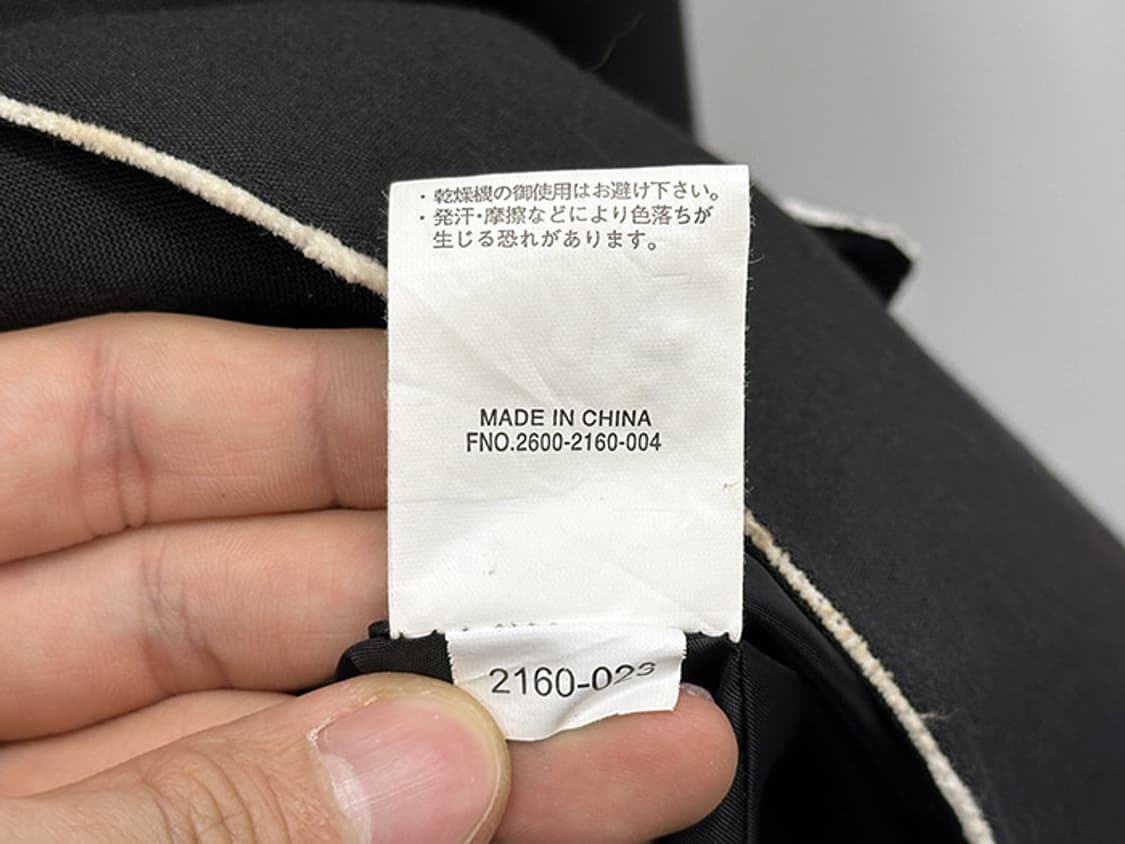 ・乾燥機の御使用はお避け下さい。
・発汗・摩擦などにより色落ちが
生じる恐れがあります。
MADE IN CHINA
FNO.2600-2160-004
2160-023